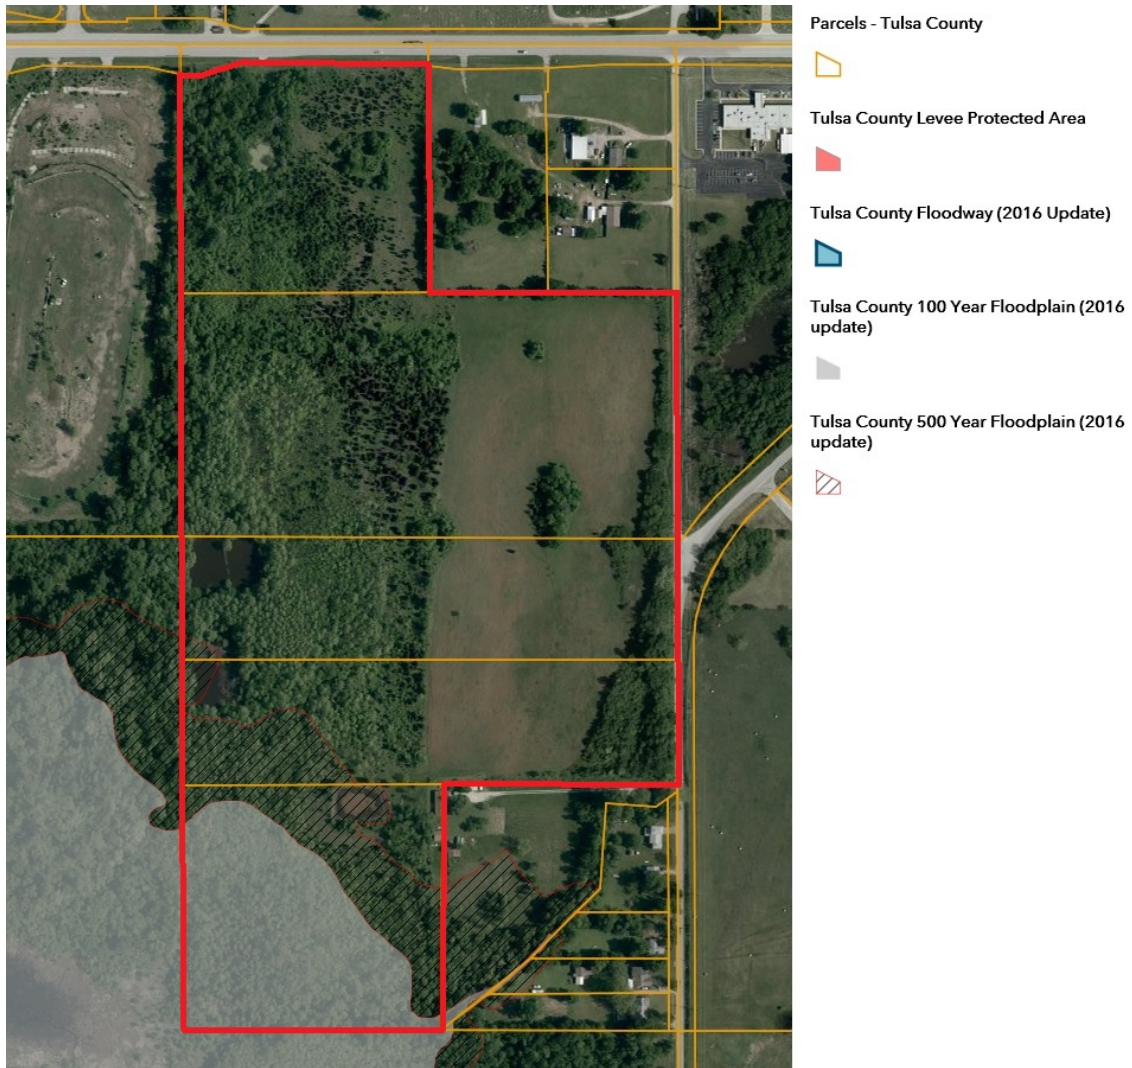 Parcels - Tulsa County
Tulsa County Levee Protected Area
Tulsa County Floodway (2016 Update)
Tulsa County 100 Year Floodplain (2016
update)
Tulsa County 500 Year Floodplain (2016
update)